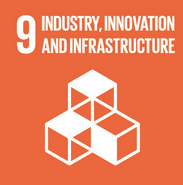 9 INDUSTRY, INNOVATION
AND INFRASTRUCTURE